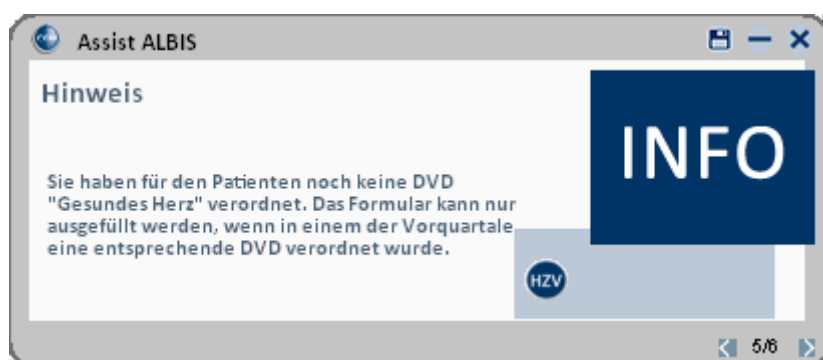 Assist ALBIS
Hinweis
INFO
Sie haben für den Patienten noch keine DVD
"Gesundes Herz" verordnet. Das Formular kann nur
ausgefüllt werden, wenn in einem der Vorquartale
eine entsprechende DVD verordnet wurde.
HZV
5/6